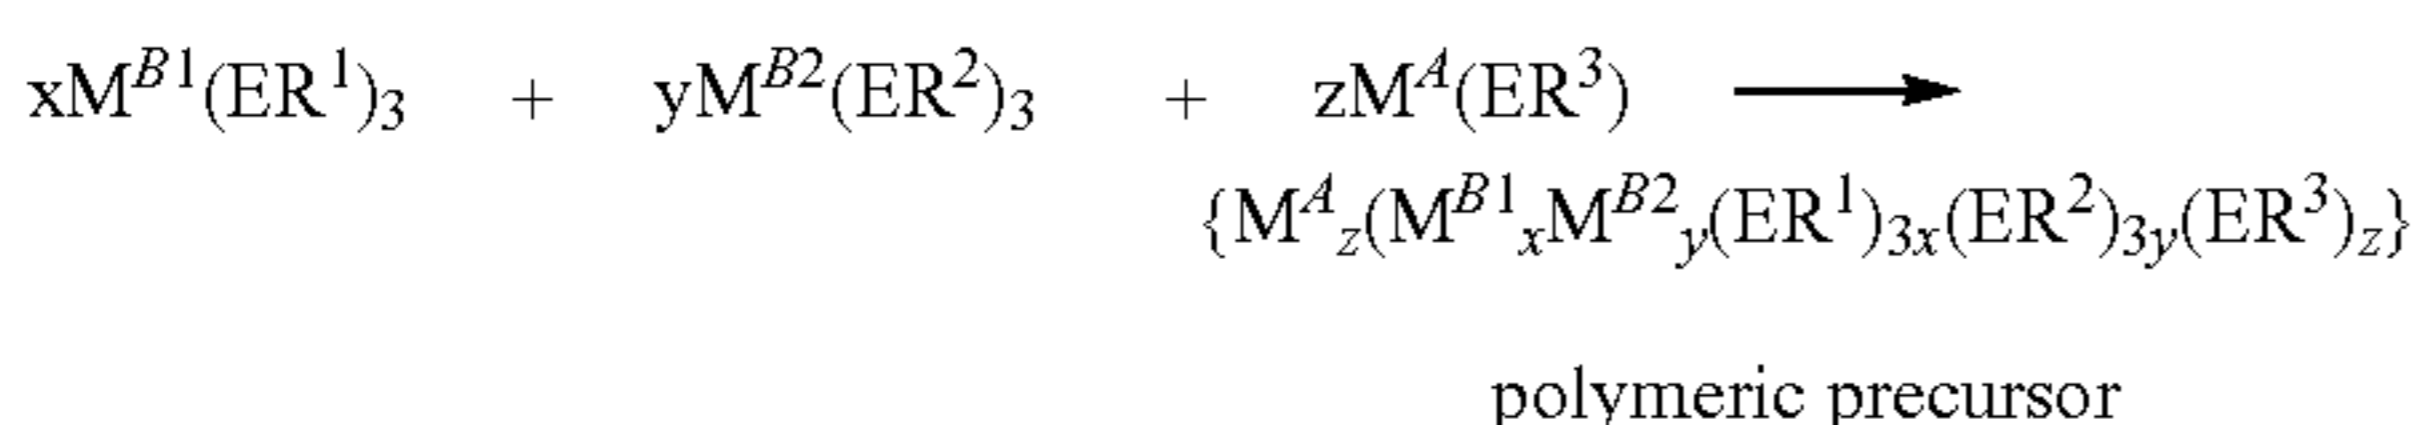 xM^{B1}(ER^1)_3 + yM^{B2}(ER^2)_3 + zM^A(ER^3) ⟶
{M^A_z(M^{B1}_xM^{B2}_y(ER^1)_{3x}(ER^2)_{3y}(ER^3)_z}
polymeric precursor